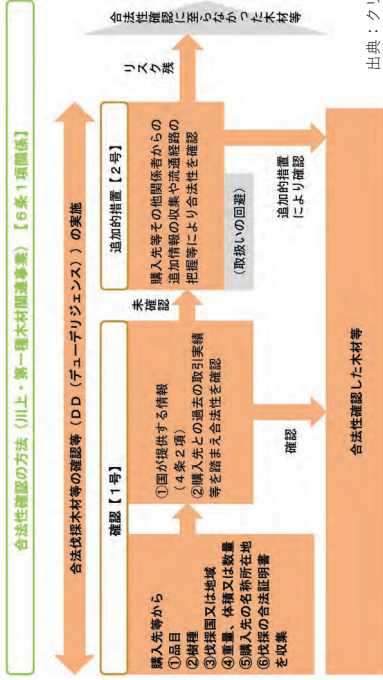 合法性確認の方法（川上・第一種木材関連事業）【6条1項関係】
合法伐採木材等の確認等（DD（デューデリジェンス））の実施
確認【1号】
購入先等から
①品目
②樹種
③伐採国又は地域
④重量、体積又は数量
⑤購入先の名称所在地
⑥伐採の合法証明書
を収集
①国が提供する情報
（4条2項）
②購入先との過去の取引実績
等を踏まえ合法性を確認
未確認
確認
追加的措置【2号】
購入先等その他関係者からの
追加情報の収集や流通経路の
把握等により合法性を確認
（取扱いの回避）
追加的措置
により確認
リスク
残
合法性確認に至らなかった木材等
合法性確認した木材等
出典：クリ